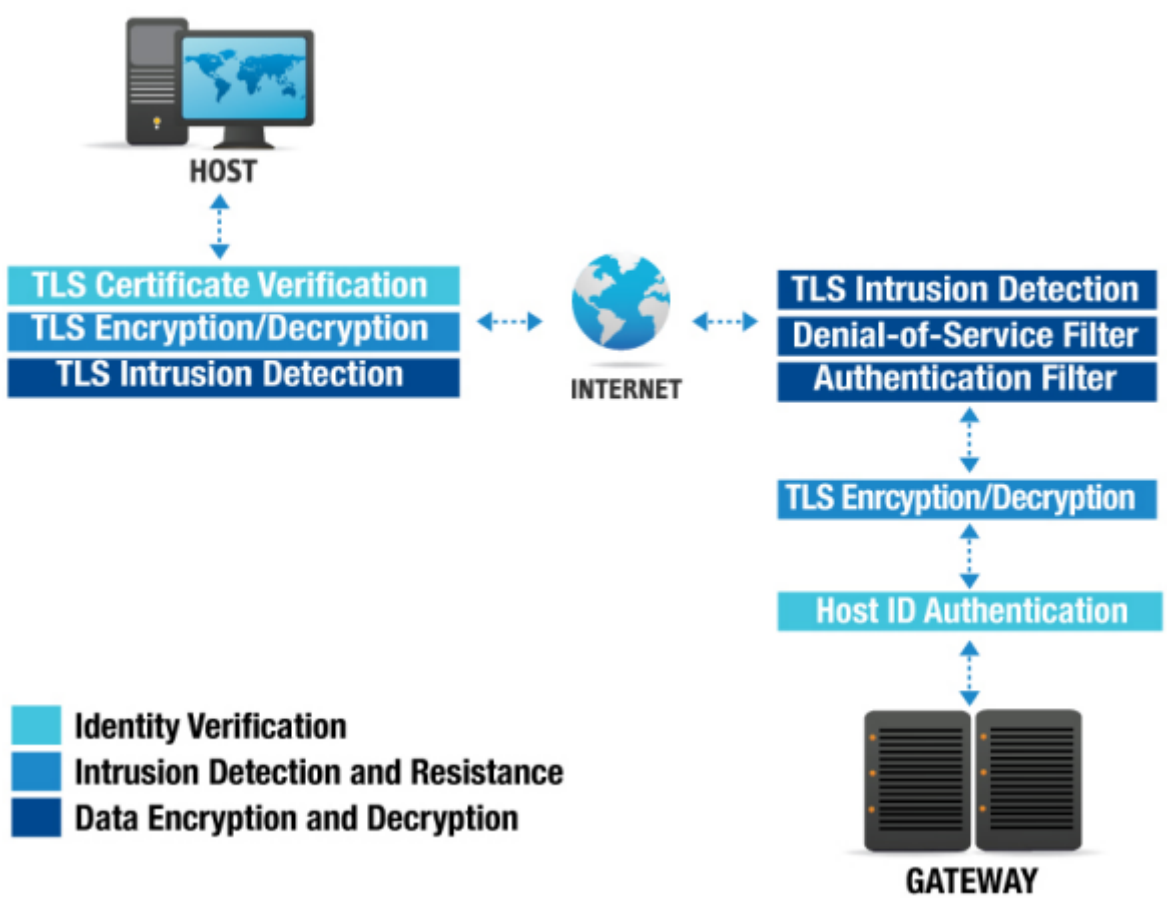 HOST
TLS Certificate Verification
TLS Encryption/Decryption
TLS Intrusion Detection
INTERNET
TLS Intrusion Detection
Denial-of-Service Filter
Authentication Filter
TLS Enrcyption/Decryption
Host ID Authentication
Identity Verification
Intrusion Detection and Resistance
Data Encryption and Decryption
GATEWAY